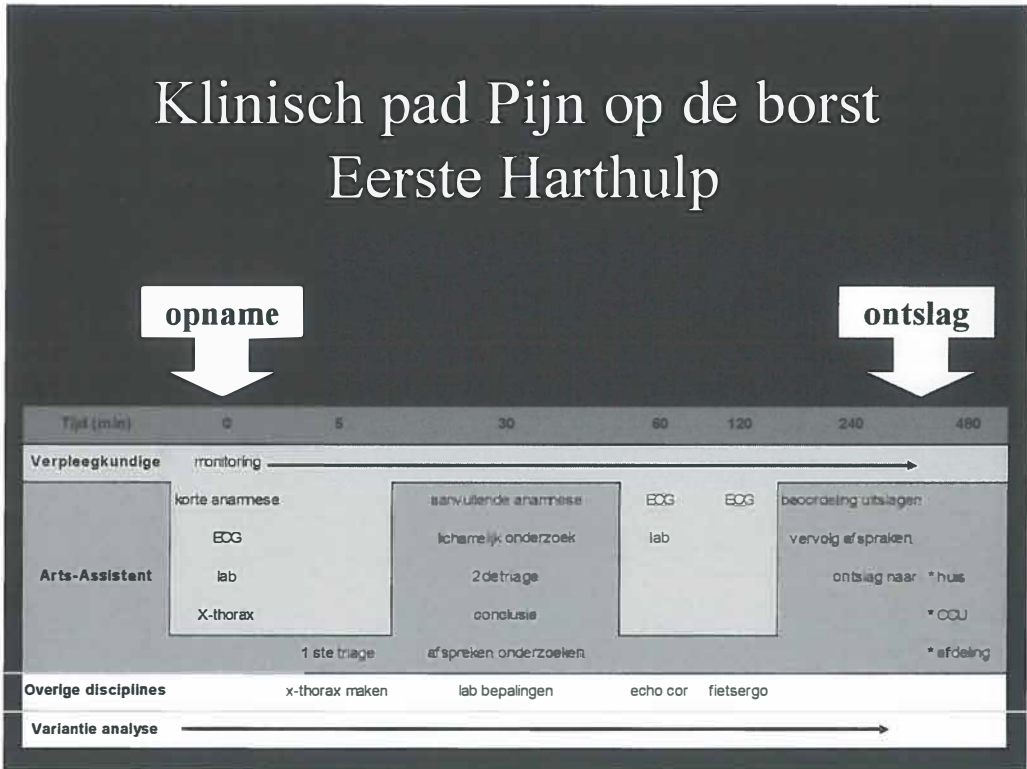 Klinisch pad Pijn op de borst
Eerste Harthulp
opname
ontslag
Tijd (min) 0 5 30 60 120 240 480
Verpleegkundige monitoring
korte anamnese aanvullende anamnese ECG ECG beoordeling uitslagen
ECG lichamelijk onderzoek lab vervolg afspraken
Arts-Assistent lab 2de triage ontslag naar * huis
X-thorax conclusie * CCU
1 ste triage afspreken onderzoeken * afdeling
Overige disciplines x-thorax maken lab bepalingen echo cor fietsergo
Variantie analyse